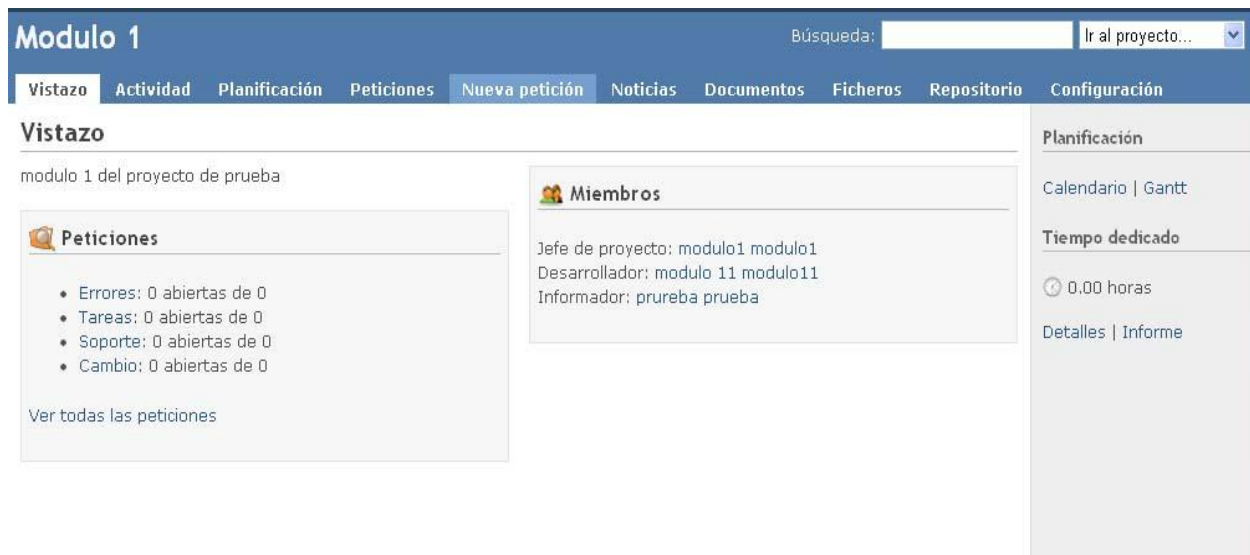 Modulo 1
Búsqueda:
Ir al proyecto...
Vistazo Actividad Planificación Peticiones Nueva petición Noticias Documentos Ficheros Repositorio Configuración
Vistazo
modulo 1 del proyecto de prueba
Peticiones
Errores: 0 abiertas de 0
Tareas: 0 abiertas de 0
Soporte: 0 abiertas de 0
Cambio: 0 abiertas de 0
Ver todas las peticiones
Miembros
Jefe de proyecto: modulo1 modulo1
Desarrollador: modulo 11 modulo11
Informador: prureba prueba
Planificación
Calendario | Gantt
Tiempo dedicado
0.00 horas
Detalles | Informe